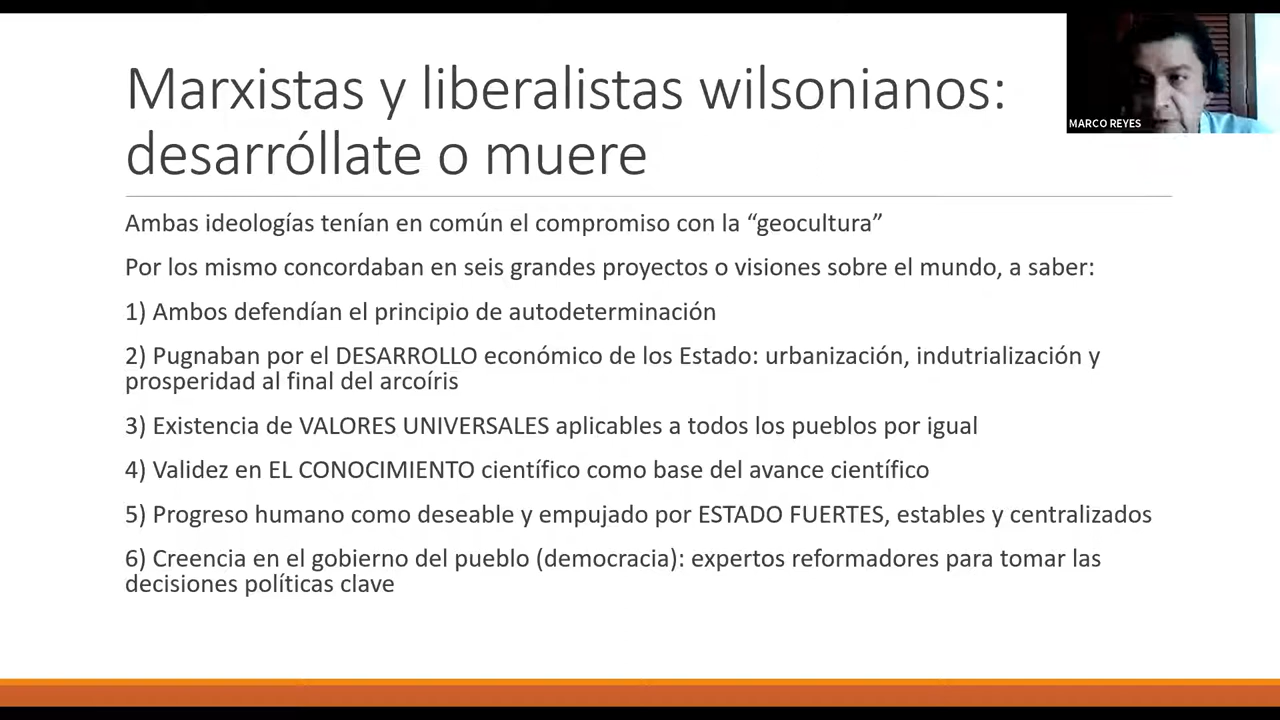 Marxistas y liberalistas wilsonianos:
desarróllate o muere
MARCO REYES
Ambas ideologías tenían en común el compromiso con la “geocultura”
Por los mismo concordaban en seis grandes proyectos o visiones sobre el mundo, a saber:
1) Ambos defendían el principio de autodeterminación
2) Pugnaban por el DESARROLLO económico de los Estado: urbanización, indutrialización y
prosperidad al final del arcoíris
3) Existencia de VALORES UNIVERSALES aplicables a todos los pueblos por igual
4) Validez en EL CONOCIMIENTO científico como base del avance científico
5) Progreso humano como deseable y empujado por ESTADO FUERTES, estables y centralizados
6) Creencia en el gobierno del pueblo (democracia): expertos reformadores para tomar las
decisiones políticas clave